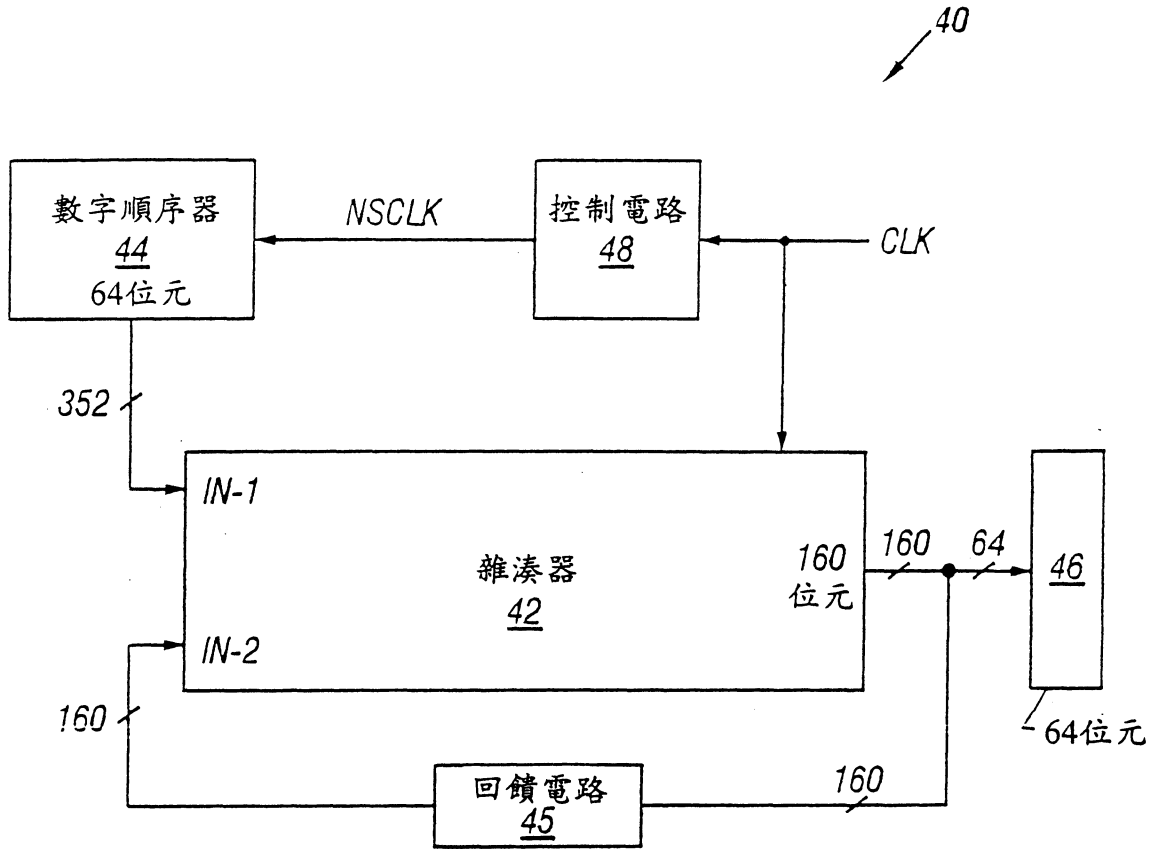 40
數字順序器
44
64位元
NSCLK
控制電路
48
CLK
352
IN-1
雜湊器
42
160
位元
160
64
46
IN-2
160
64位元
回饋電路
45
160